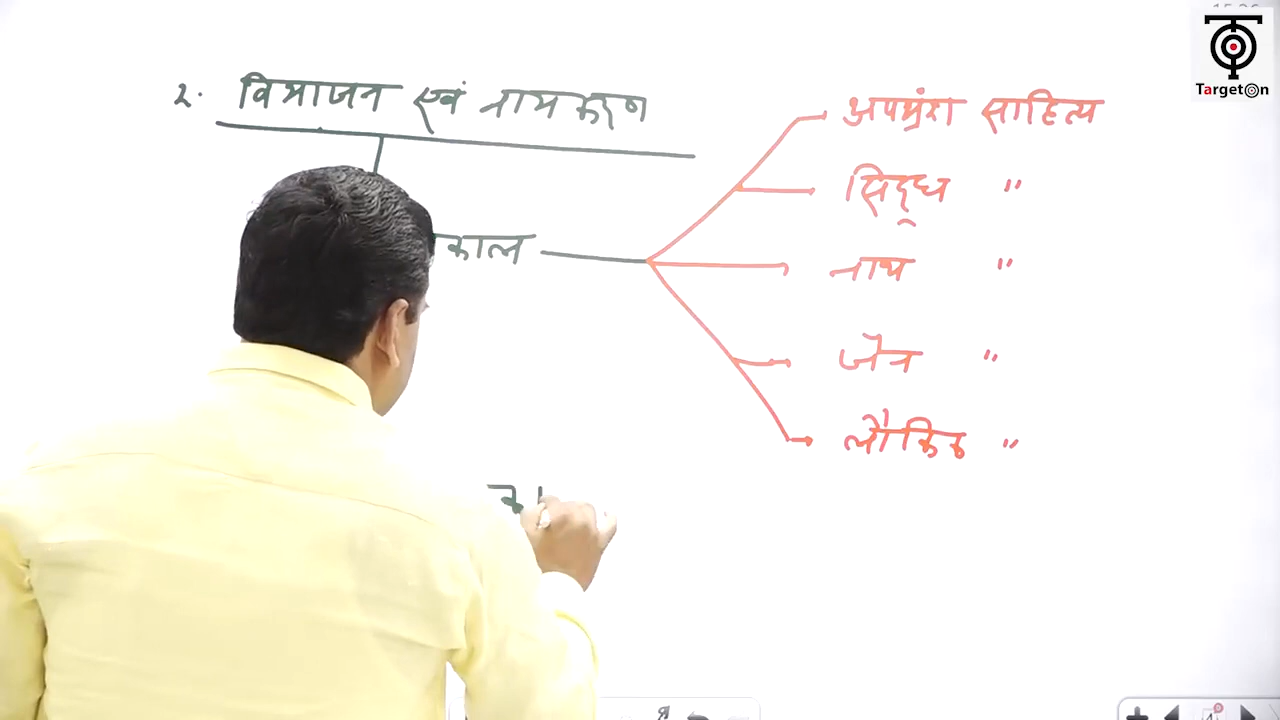 TargetOn
२. विभाजन एवं नामकरण
काल
अपभ्रंश साहित्य
सिद्ध "
नाथ "
जैन "
लौकिक "